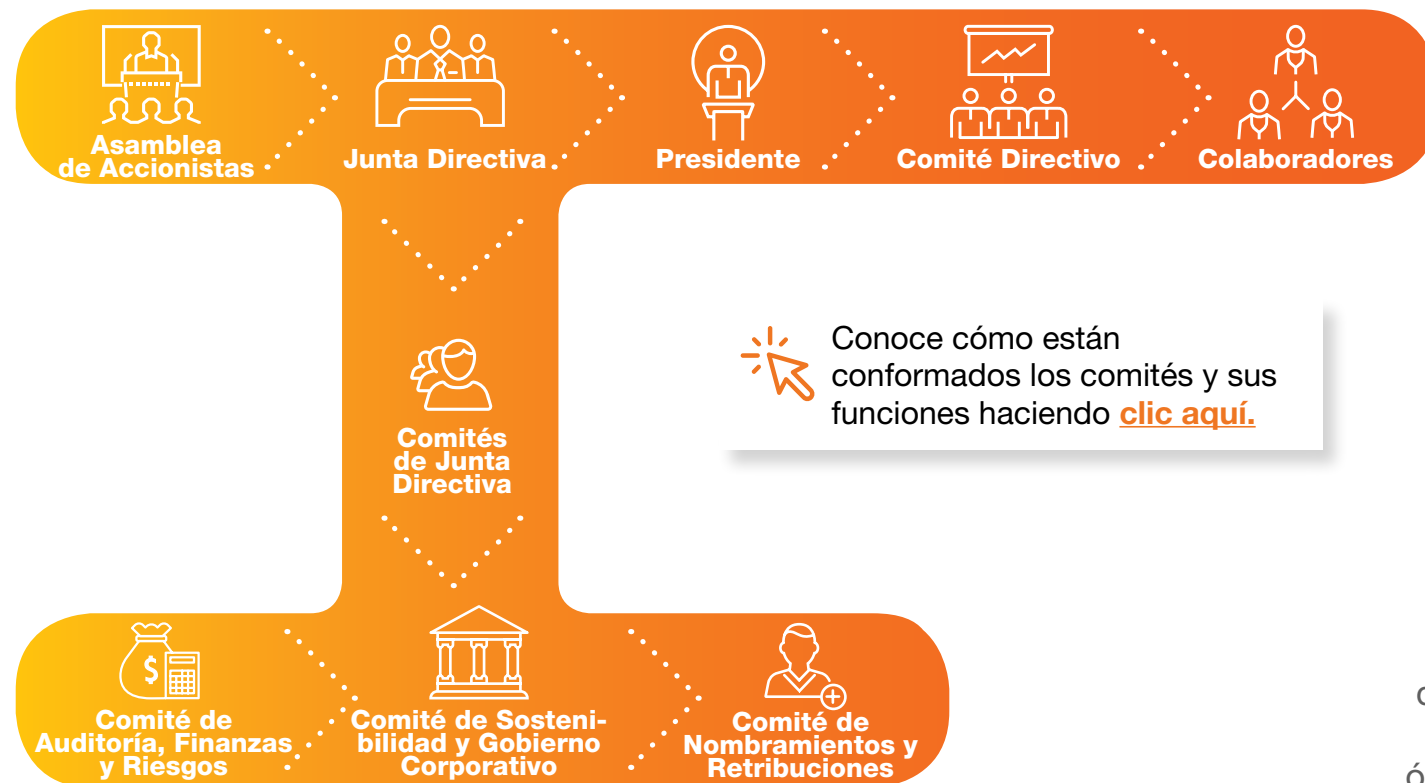 Asamblea
de Accionistas
Junta Directiva
Presidente
Comité Directivo
Colaboradores
Comités
de Junta
Directiva
Conoce cómo están
conformados los comités y sus
funciones haciendo clic aquí.
$
Comité de
Auditoría, Finanzas
y Riesgos
Comité de Sosteni-
bilidad y Gobierno
Corporativo
Comité de
Nombramientos y
Retribuciones